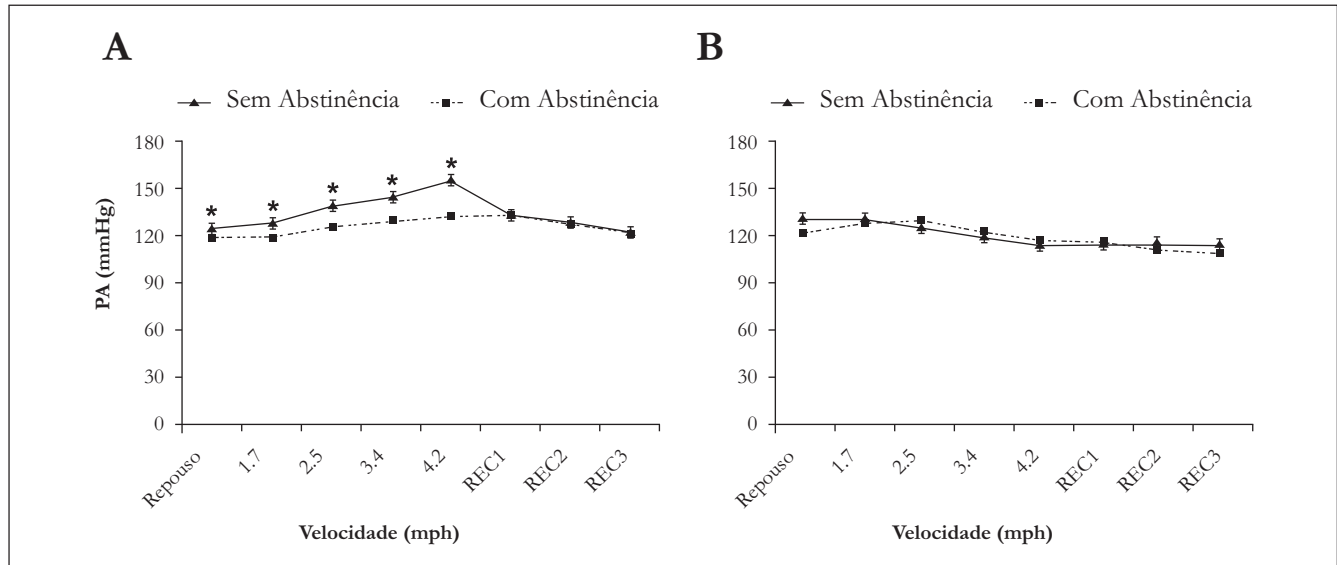 A
Sem Abstinência Com Abstinência
PA (mmHg)
180
150
120
90
60
30
0
* * * * *
Repouso 1.7 2.5 3.4 4.2 REC1 REC2 REC3
Velocidade (mph)
B
Sem Abstinência Com Abstinência
180
150
120
90
60
30
0
Repouso 1.7 2.5 3.4 4.2 REC1 REC2 REC3
Velocidade (mph)